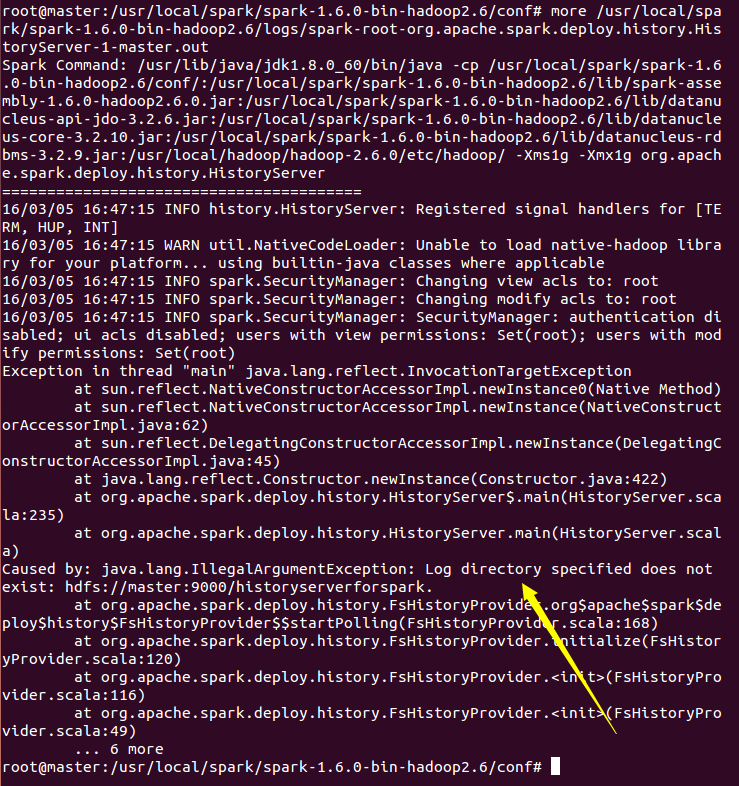 root@master:/usr/local/spark/spark-1.6.0-bin-hadoop2.6/conf# more /usr/local/spa
rk/spark-1.6.0-bin-hadoop2.6/logs/spark-root-org.apache.spark.deploy.history.His
toryServer-1-master.out
Spark Command: /usr/lib/java/jdk1.8.0_60/bin/java -cp /usr/local/spark/spark-1.6
.0-bin-hadoop2.6/conf/:/usr/local/spark/spark-1.6.0-bin-hadoop2.6/lib/spark-asse
mbly-1.6.0-hadoop2.6.0.jar:/usr/local/spark/spark-1.6.0-bin-hadoop2.6/lib/datanu
cleus-api-jdo-3.2.6.jar:/usr/local/spark/spark-1.6.0-bin-hadoop2.6/lib/datanucle
us-core-3.2.10.jar:/usr/local/spark/spark-1.6.0-bin-hadoop2.6/lib/datanucleus-rd
bms-3.2.9.jar:/usr/local/hadoop/hadoop-2.6.0/etc/hadoop/ -Xms1g -Xmx1g org.apach
e.spark.deploy.history.HistoryServer
========================================
16/03/05 16:47:15 INFO history.HistoryServer: Registered signal handlers for [TE
RM, HUP, INT]
16/03/05 16:47:15 WARN util.NativeCodeLoader: Unable to load native-hadoop libra
ry for your platform... using builtin-java classes where applicable
16/03/05 16:47:15 INFO spark.SecurityManager: Changing view acls to: root
16/03/05 16:47:15 INFO spark.SecurityManager: Changing modify acls to: root
16/03/05 16:47:15 INFO spark.SecurityManager: SecurityManager: authentication di
sabled; ui acls disabled; users with view permissions: Set(root); users with mod
ify permissions: Set(root)
Exception in thread "main" java.lang.reflect.InvocationTargetException
        at sun.reflect.NativeConstructorAccessorImpl.newInstance0(Native Method)
        at sun.reflect.NativeConstructorAccessorImpl.newInstance(NativeConstruct
orAccessorImpl.java:62)
        at sun.reflect.DelegatingConstructorAccessorImpl.newInstance(DelegatingC
onstructorAccessorImpl.java:45)
        at java.lang.reflect.Constructor.newInstance(Constructor.java:422)
        at org.apache.spark.deploy.history.HistoryServer$.main(HistoryServer.sca
la:235)
        at org.apache.spark.deploy.history.HistoryServer.main(HistoryServer.scal
a)
Caused by: java.lang.IllegalArgumentException: Log directory specified does not
exist: hdfs://master:9000/historyserverforspark.
        at org.apache.spark.deploy.history.FsHistoryProvider.org$apache$spark$de
ploy$history$FsHistoryProvider$$startPolling(FsHistoryProvider.scala:168)
        at org.apache.spark.deploy.history.FsHistoryProvider.initialize(FsHistor
yProvider.scala:120)
        at org.apache.spark.deploy.history.FsHistoryProvider.<init>(FsHistoryPro
vider.scala:116)
        at org.apache.spark.deploy.history.FsHistoryProvider.<init>(FsHistoryPro
vider.scala:49)
        ... 6 more
root@master:/usr/local/spark/spark-1.6.0-bin-hadoop2.6/conf#